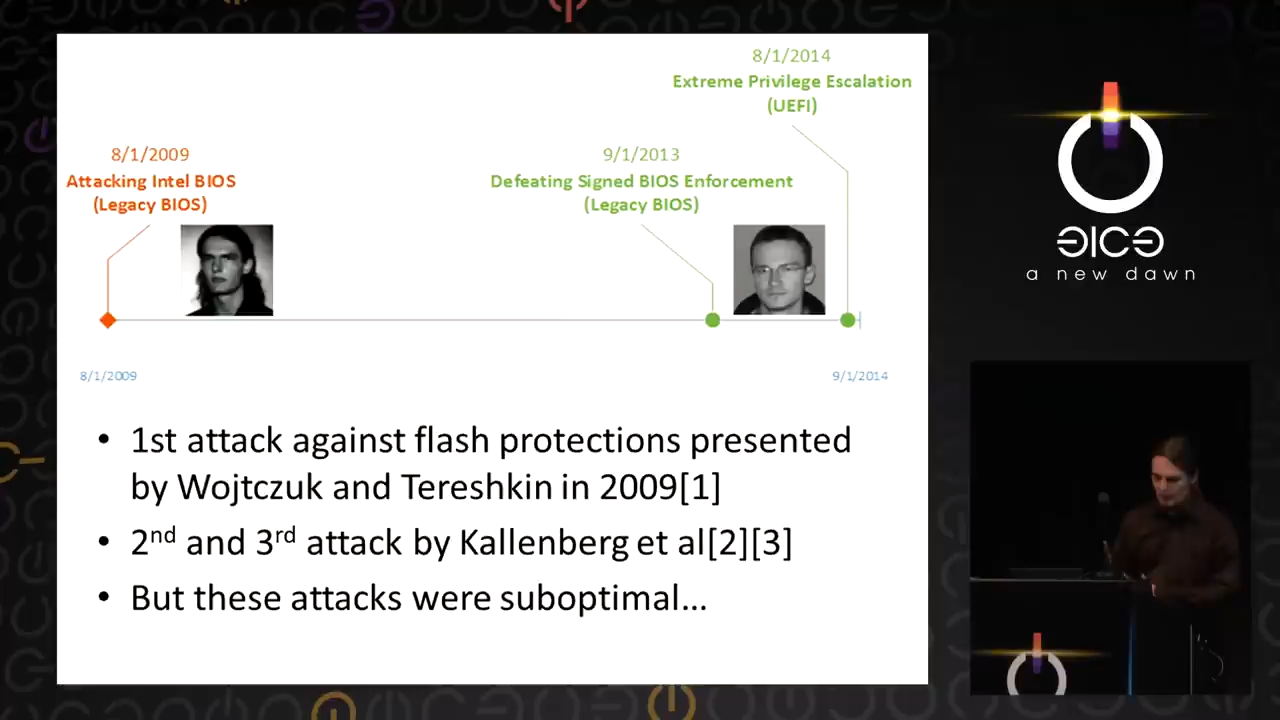 8/1/2014
Extreme Privilege Escalation
(UEFI)
8/1/2009
Attacking Intel BIOS
(Legacy BIOS)
9/1/2013
Defeating Signed BIOS Enforcement
(Legacy BIOS)
8/1/2009
9/1/2014
• 1st attack against flash protections presented
by Wojtczuk and Tereshkin in 2009[1]
• 2nd and 3rd attack by Kallenberg et al[2][3]
• But these attacks were suboptimal...
a new dawn